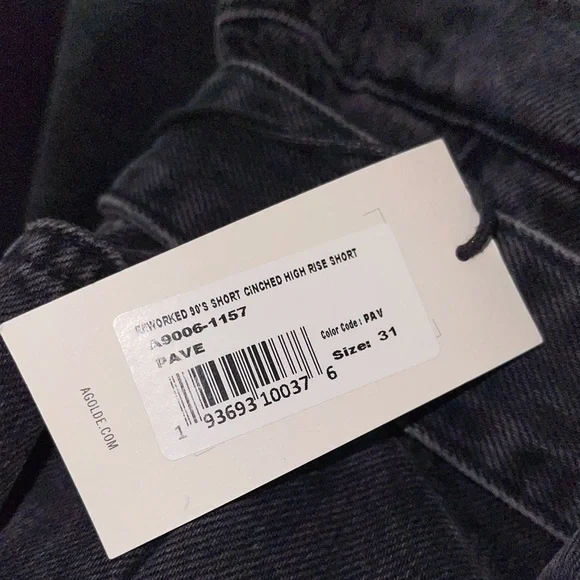 REWORKED 90'S SHORT CINCHED HIGH RISE SHORT
A9006-1157
PAVE
Color Code: PAV
Size: 31
1 93693 10037 6
AGOLDE.COM